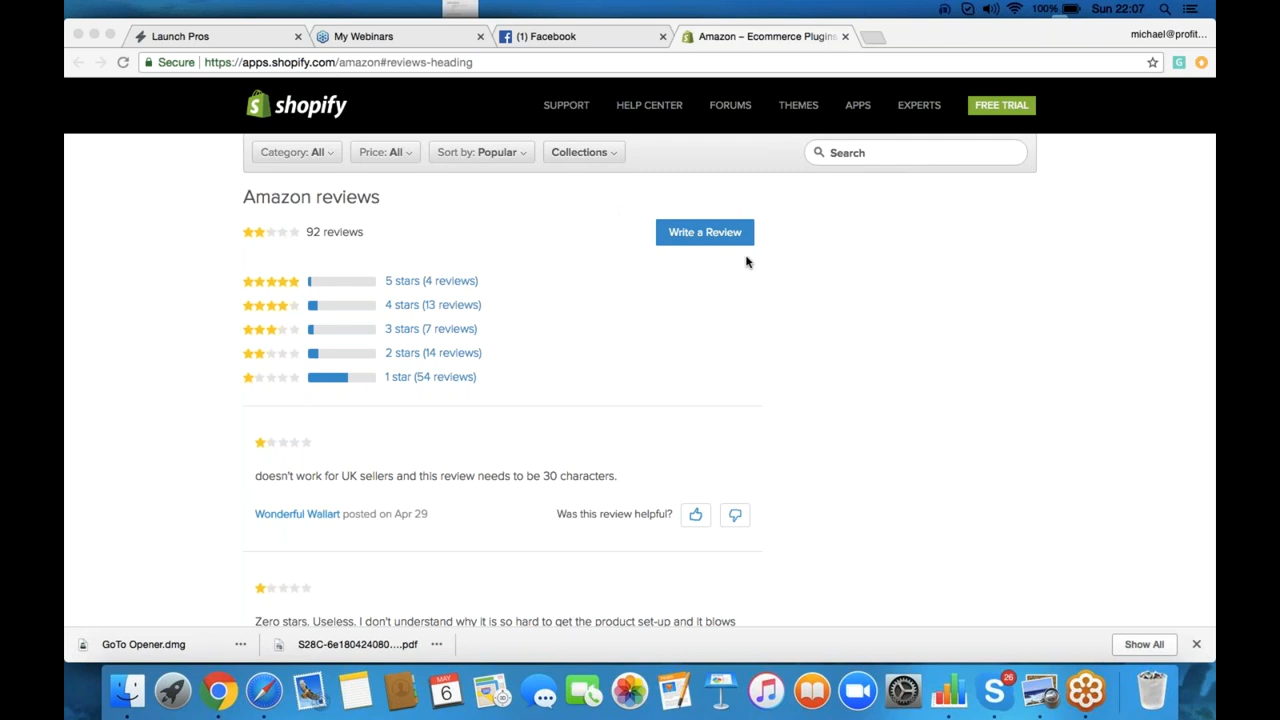 100% Sun 22:07
Launch Pros
My Webinars
(1) Facebook
Amazon – Ecommerce Plugins
michael@profit...
Secure https://apps.shopify.com/amazon#reviews-heading
shopify
SUPPORT HELP CENTER FORUMS THEMES APPS EXPERTS FREE TRIAL
Category: All Price: All Sort by: Popular Collections Search
Amazon reviews
92 reviews Write a Review
5 stars (4 reviews)
4 stars (13 reviews)
3 stars (7 reviews)
2 stars (14 reviews)
1 star (54 reviews)
doesn't work for UK sellers and this review needs to be 30 characters.
Wonderful Wallart posted on Apr 29 Was this review helpful?
Zero stars. Useless. I don't understand why it is so hard to get the product set-up and it blows
GoTo Opener.dmg S28C-6e180424080....pdf Show All
MAY
6
26